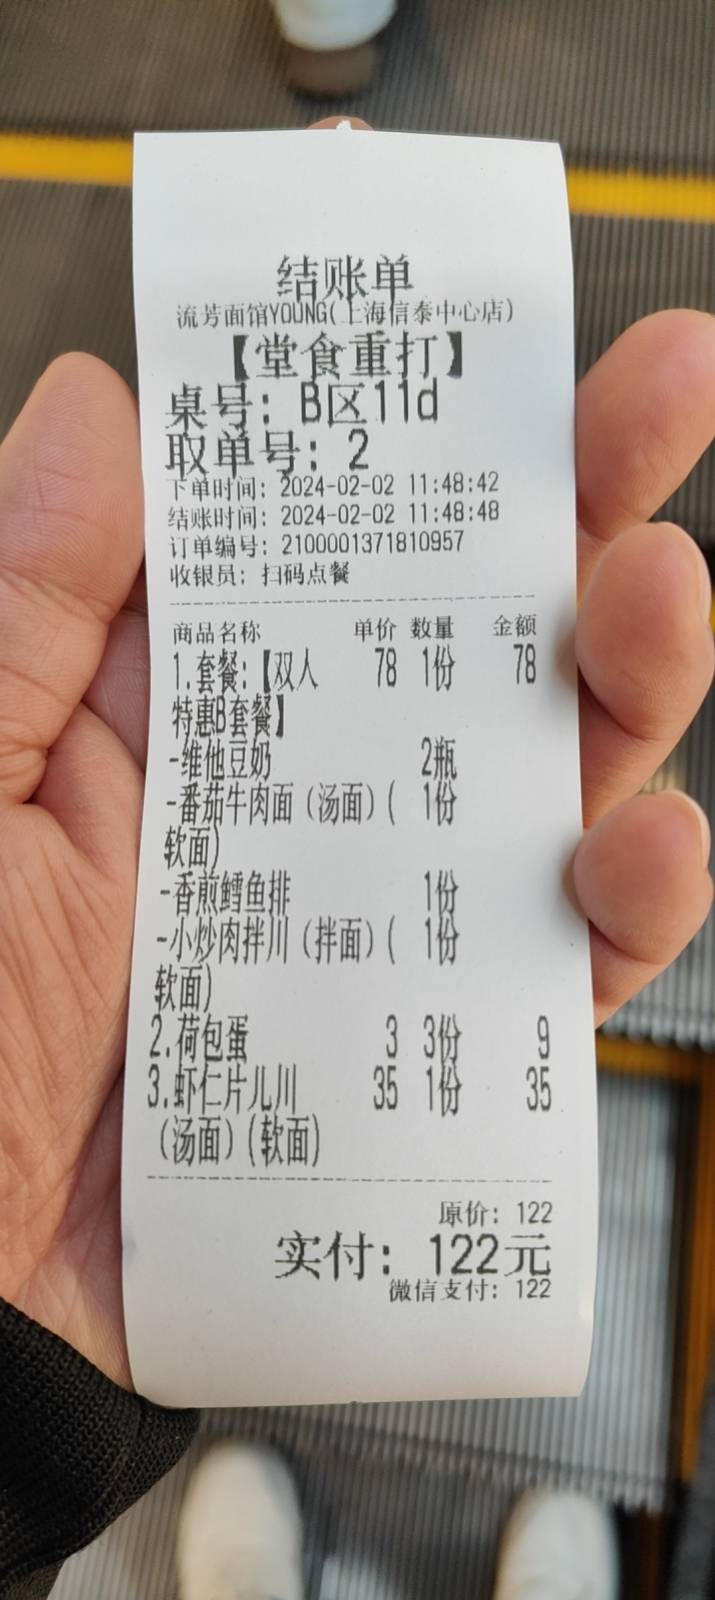 结账单
流芳面馆YOUNG(上海信泰中心店)
【堂食重打】
桌号: B区11d
取单号: 2
下单时间: 2024-02-02 11:48:42
结账时间: 2024-02-02 11:48:48
订单编号: 2100001371810957
收银员: 扫码点餐
商品名称 单价 数量 金额
1.套餐:【双人 78 1份 78
特惠B套餐】
-维他豆奶 2瓶
-番茄牛肉面（汤面）( 1份
软面)
-香煎鳕鱼排 1份
-小炒肉拌川（拌面）( 1份
软面)
2.荷包蛋 3 3份 9
3.虾仁片儿川 35 1份 35
（汤面）(软面)
原价: 122
实付: 122元
微信支付: 122